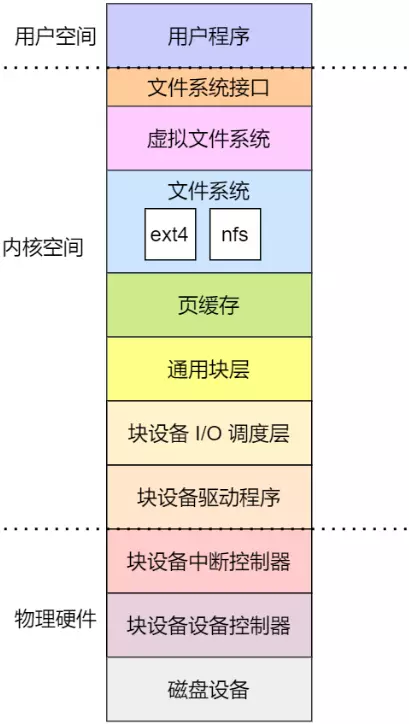 用户空间
用户程序
文件系统接口
虚拟文件系统
文件系统
ext4
nfs
内核空间
页缓存
通用块层
块设备 I/O 调度层
块设备驱动程序
块设备中断控制器
物理硬件
块设备设备控制器
磁盘设备